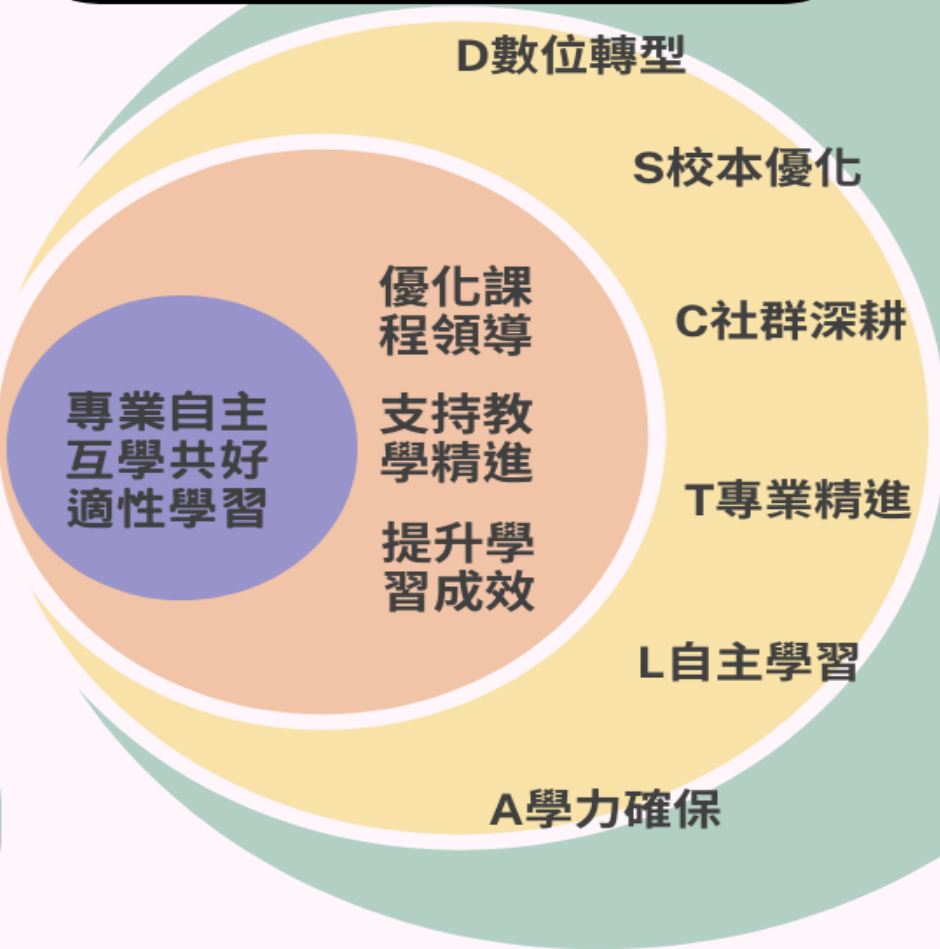 D數位轉型
S校本優化
C社群深耕
T專業精進
L自主學習
A學力確保
優化課
程領導
支持教
學精進
提升學
習成效
專業自主
互學共好
適性學習